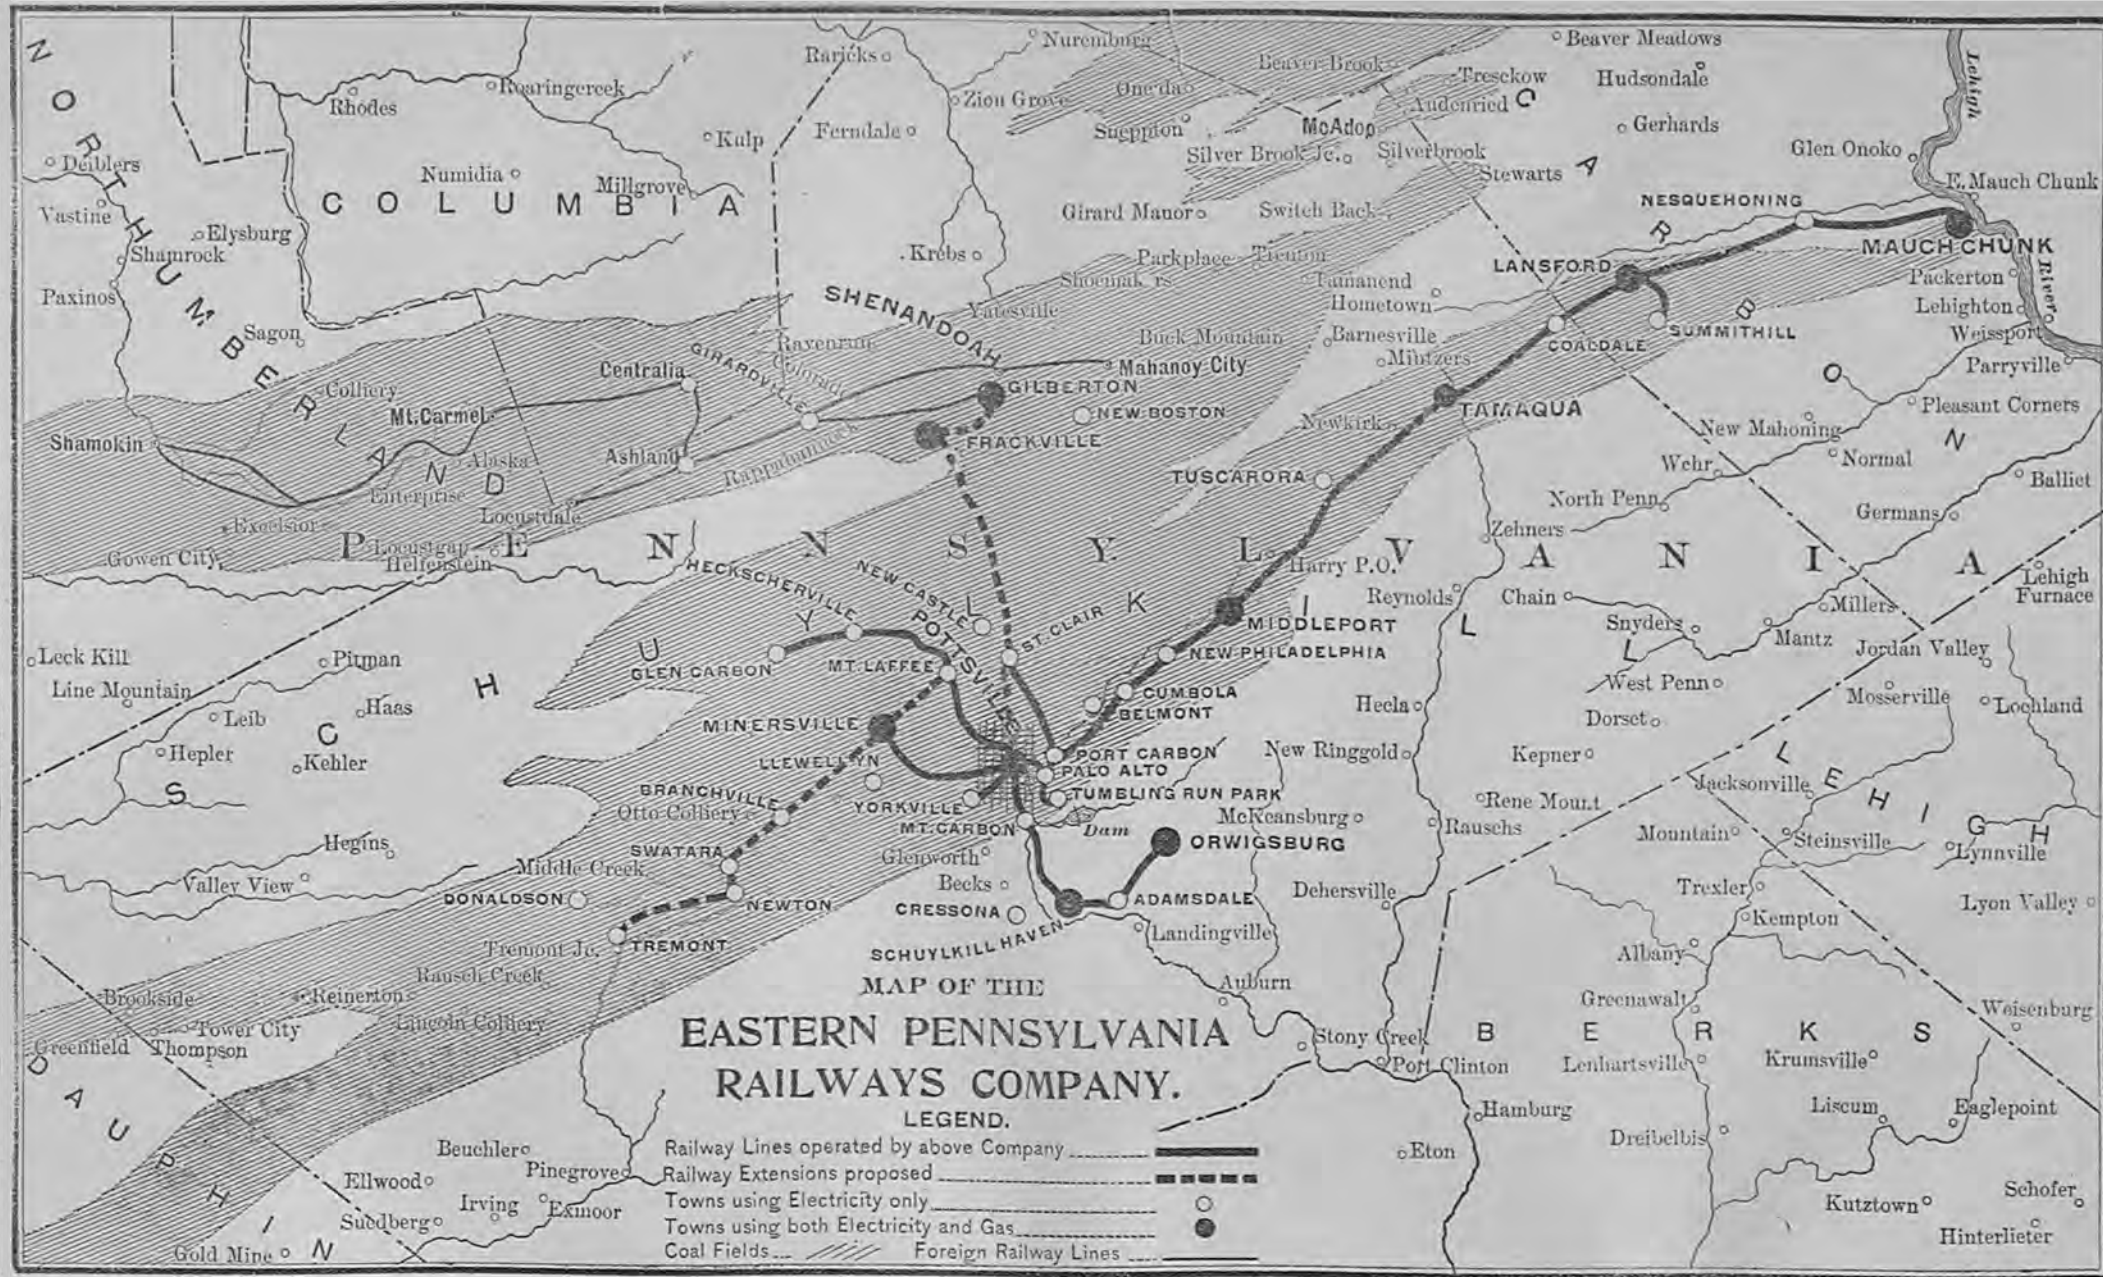 Nuremburg
Beaver Meadows
Lehigh
Raricks
Beaver Brook
Tresckow
Hudsondale
Roaringcreek
Rhodes
Zion Grove
Oneida
Audenried
Gerhards
Kulp
Ferndale
Sheppton
McAdoo
Silver Brook Jc.
Silverbrook
Glen Onoko
Deiblers
Numidia
Millgrove
Stewarts
E. Mauch Chunk
NORTHUMBERLAND
COLUMBIA
CARBON
Vastine
Elysburg
Girard Manor
Switch Back
NESQUEHONING
MAUCH CHUNK
River
Shamrock
Krebs
Parkplace
Trenton
LANSFORD
Packerton
Paxinos
SHENANDOAH
Yatesville
Tamanend
Hometown
Lehighton
Sagon
Ravenrun
Buck Mountain
Barnesville
COALDALE
SUMMITHILL
Weissport
GIRARDVILLE
Colorado
Centralia
Mahanoy City
Mintzers
Parryville
Colliery
GILBERTON
Mt. Carmel
NEW BOSTON
TAMAQUA
Pleasant Corners
Shamokin
FRACKVILLE
Newkirk
New Mahoning
Alaska
Ashland
Rappahannock
Wehr
Normal
Enterprise
TUSCARORA
Balliet
Locustdale
North Penn
Germans
Excelsior
Zehners
PENNSYLVANIA
Gowen City
Locustgap
Helfenstein
HECKSCHERVILLE
NEW CASTLE
Harry P.O.
Lehigh
Furnace
Reynolds
Chain
Millers
POTTSVILLE
ST. CLAIR
MIDDLEPORT
Snyders
Mantz
Jordan Valley
SCHUYLKILL
Leck Kill
Pitman
GLEN CARBON
MT. LAFFEE
NEW PHILADELPHIA
Line Mountain
West Penn
Mosserville
Leib
Haas
CUMBOLA
BELMONT
Hecla
Dorset
Lochland
MINERSVILLE
Hepler
Kehler
LLEWELLYN
PORT CARBON
PALO ALTO
New Ringgold
Kepner
LEHIGH
Jacksonville
BRANCHVILLE
Otto Colliery
YORKVILLE
TUMBLING RUN PARK
Rene Mount
MT. CARBON
Dam
McKeansburg
Rauschs
Mountain
Steinsville
Lynnville
Hegins
SWATARA
Glenworth
ORWIGSBURG
Valley View
Middle Creek
Becks
Trexler
DONALDSON
NEWTON
CRESSONA
ADAMSDALE
Dehersville
Kempton
Lyon Valley
Tremont Jc.
TREMONT
SCHUYLKILL HAVEN
Landingville
Albany
Rausch Creek
Auburn
Brookside
Reinerton
Greenawalt
Weisenburg
Tower City
Lincoln Colliery
Greenfield
Thompson
Stony Creek
BERKS
Port Clinton
Lenhartsville
Krumsville
DAUPHIN
Hamburg
Liscum
Eaglepoint
Dreibelbis
Beuchler
Eton
Ellwood
Pinegrove
Irving
Exmoor
Suedberg
Kutztown
Schofer
Hinterlieter
Gold Mine
MAP OF THE
EASTERN PENNSYLVANIA
RAILWAYS COMPANY.
LEGEND.
Railway Lines operated by above Company
Railway Extensions proposed
Towns using Electricity only
Towns using both Electricity and Gas
Coal Fields
Foreign Railway Lines